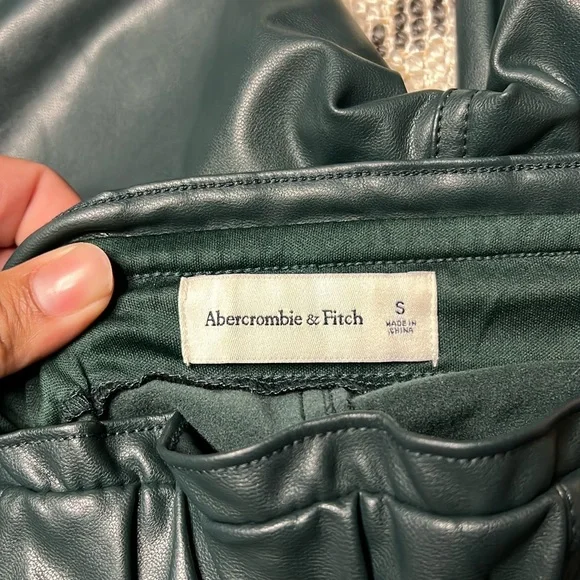 Abercrombie & Fitch
S
MADE IN
CHINA